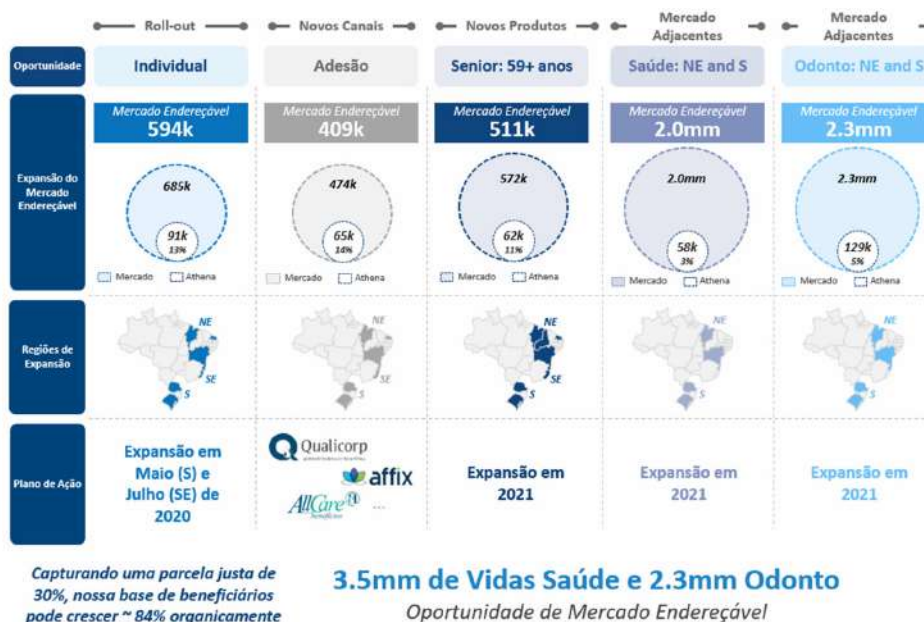 Roll-out
Novos Canais
Novos Produtos
Mercado
Adjacentes
Mercado
Adjacentes
Oportunidade
Individual
Adesão
Senior: 59+ anos
Saúde: NE and S
Odonto: NE and S
Expansão do
Mercado
Endereçável
Mercado Endereçável
594k
685k
91k
13%
Mercado
Athena
Mercado Endereçável
409k
474k
65k
14%
Mercado
Athena
Mercado Endereçável
511k
572k
62k
11%
Mercado
Athena
Mercado Endereçável
2.0mm
2.0mm
58k
3%
Mercado
Athena
Mercado Endereçável
2.3mm
2.3mm
129k
5%
Mercado
Athena
Regiões de
Expansão
NE
SE
S
NE
SE
S
NE
SE
S
NE
S
NE
S
Plano de Ação
Expansão em
Maio (S) e
Julho (SE) de
2020
Qualicorp
affix
AllCare
benefícios
...
Expansão em
2021
Expansão em
2021
Expansão em
2021
Capturando uma parcela justa de
30%, nossa base de beneficiários
pode crescer ~ 84% organicamente
3.5mm de Vidas Saúde e 2.3mm Odonto
Oportunidade de Mercado Endereçável